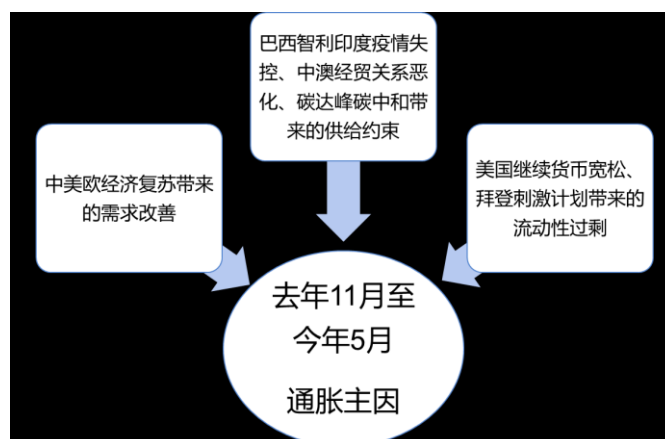 巴西智利印度疫情失
控、中澳经贸关系恶
化、碳达峰碳中和带
来的供给约束
中美欧经济复苏带来
的需求改善
美国继续货币宽松、
拜登刺激计划带来的
流动性过剩
去年11月至
今年5月
通胀主因